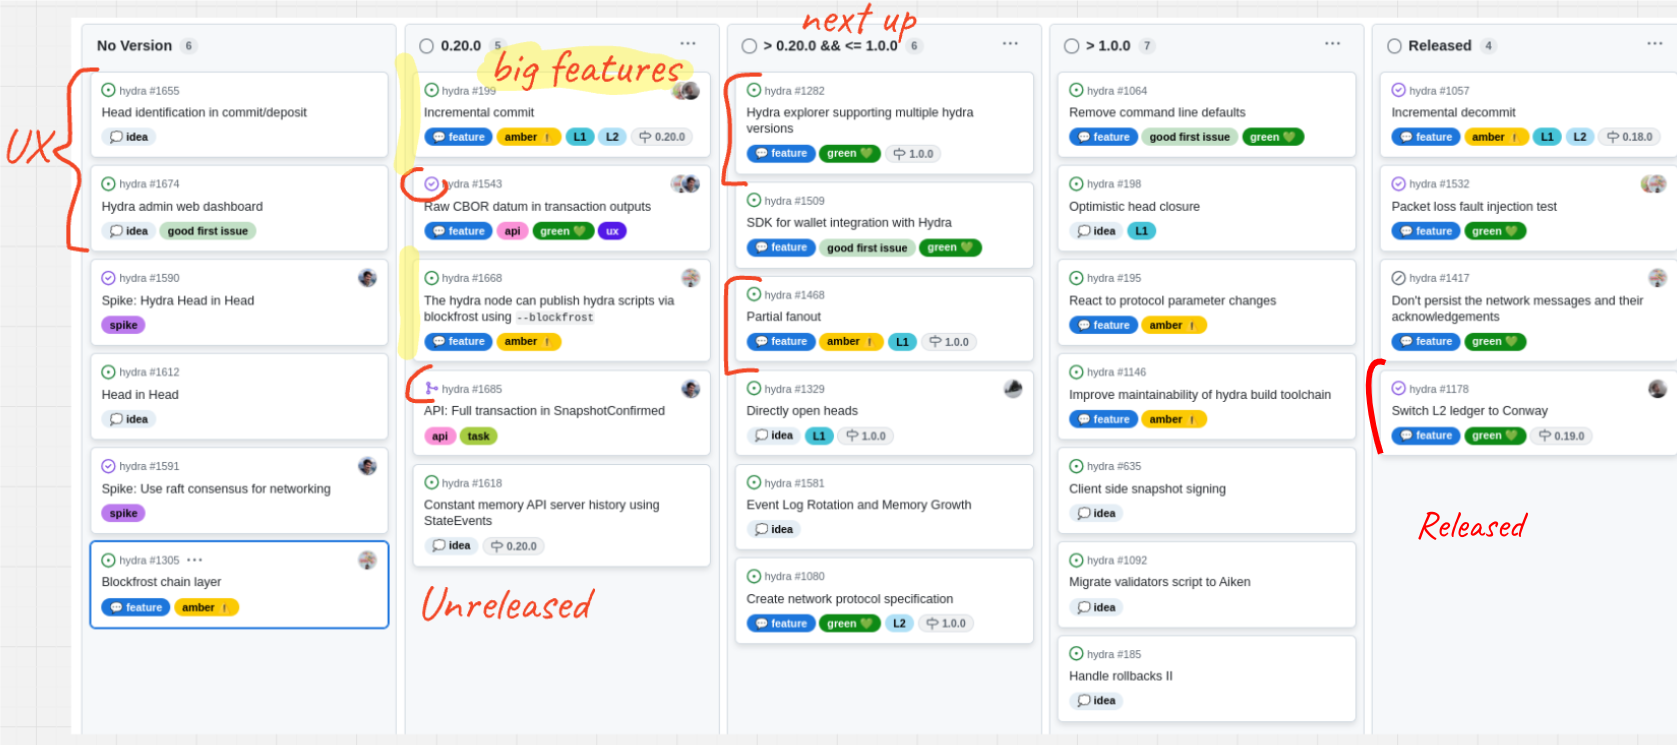 next up
No Version 6
0.20.0 5
> 0.20.0 && <= 1.0.0 6
> 1.0.0 7
Released 4
UX
big features
hydra #1655
Head identification in commit/deposit
💭 idea
hydra #1674
Hydra admin web dashboard
💭 idea good first issue
hydra #1590
Spike: Hydra Head in Head
spike
hydra #1612
Head in Head
💭 idea
hydra #1591
Spike: Use raft consensus for networking
spike
hydra #1305
Blockfrost chain layer
💬 feature amber
hydra #199
Incremental commit
💬 feature amber L1 L2 0.20.0
hydra #1543
Raw CBOR datum in transaction outputs
💬 feature api green 💚 ux
hydra #1668
The hydra node can publish hydra scripts via
blockfrost using --blockfrost
💬 feature amber
hydra #1685
API: Full transaction in SnapshotConfirmed
api task
hydra #1618
Constant memory API server history using
StateEvents
💭 idea 0.20.0
Unreleased
hydra #1282
Hydra explorer supporting multiple hydra
versions
💬 feature green 💚 1.0.0
hydra #1509
SDK for wallet integration with Hydra
💬 feature good first issue green 💚
hydra #1468
Partial fanout
💬 feature amber L1 1.0.0
hydra #1329
Directly open heads
💭 idea L1 1.0.0
hydra #1581
Event Log Rotation and Memory Growth
💭 idea
hydra #1080
Create network protocol specification
💬 feature green 💚 L2 1.0.0
hydra #1064
Remove command line defaults
💬 feature good first issue green 💚
hydra #198
Optimistic head closure
💭 idea L1
hydra #195
React to protocol parameter changes
💬 feature amber
hydra #1146
Improve maintainability of hydra build toolchain
💬 feature amber
hydra #635
Client side snapshot signing
💭 idea
hydra #1092
Migrate validators script to Aiken
💭 idea
hydra #185
Handle rollbacks II
💭 idea
hydra #1057
Incremental decommit
💬 feature amber L1 L2 0.18.0
hydra #1532
Packet loss fault injection test
💬 feature green 💚
hydra #1417
Don't persist the network messages and their
acknowledgements
💬 feature green 💚
hydra #1178
Switch L2 ledger to Conway
💬 feature green 💚 0.19.0
Released